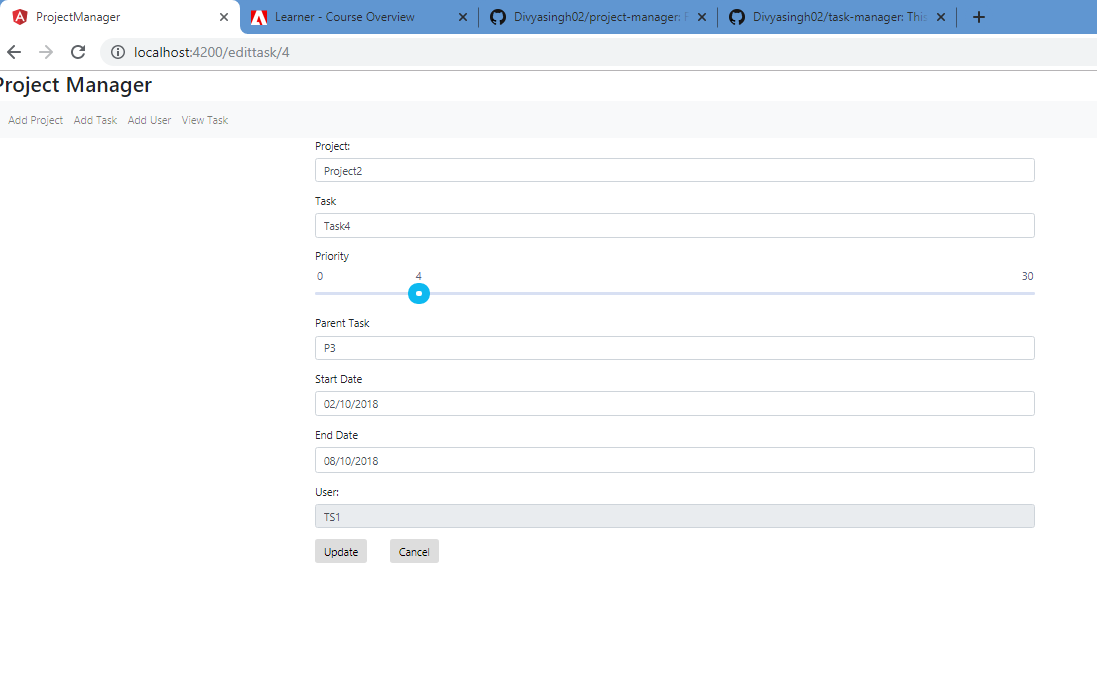 ProjectManager
Learner - Course Overview
Divyasingh02/project-manager:
Divyasingh02/task-manager: This
localhost:4200/edittask/4
Project Manager
Add Project Add Task Add User View Task
Project:
Project2
Task
Task4
Priority
0 4 30
Parent Task
P3
Start Date
02/10/2018
End Date
08/10/2018
User:
TS1
Update Cancel